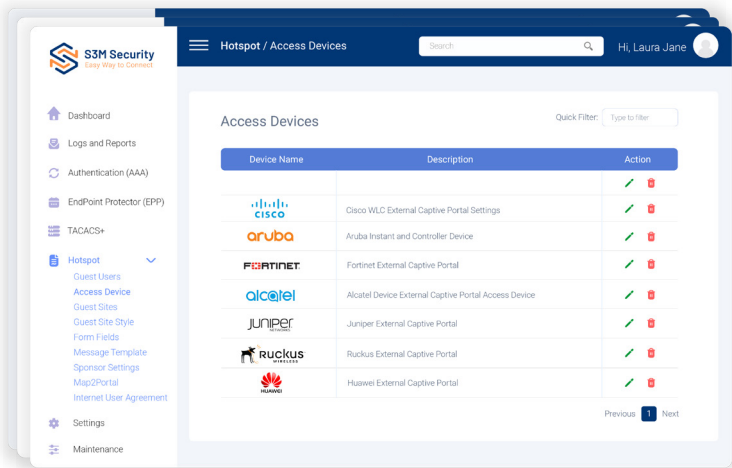 S3M Security
Easy Way to Connect
Hotspot / Access Devices
Search
Hi, Laura Jane
Dashboard
Logs and Reports
Authentication (AAA)
EndPoint Protector (EPP)
TACACS+
Hotspot
Guest Users
Access Device
Guest Sites
Guest Site Style
Form Fields
Message Template
Sponsor Settings
Map2Portal
Internet User Agreement
Settings
Maintenance
Access Devices
Quick Filter: Type to filter
Device Name Description Action
CISCO Cisco WLC External Captive Portal Settings
aruba Aruba Instant and Controller Device
FORTINET Fortinet External Captive Portal
alcatel Alcatel Device External Captive Portal Access Device
JUNIPER NETWORKS Juniper External Captive Portal
Ruckus WIRELESS Ruckus External Captive Portal
HUAWEI Huawei External Captive Portal
Previous 1 Next